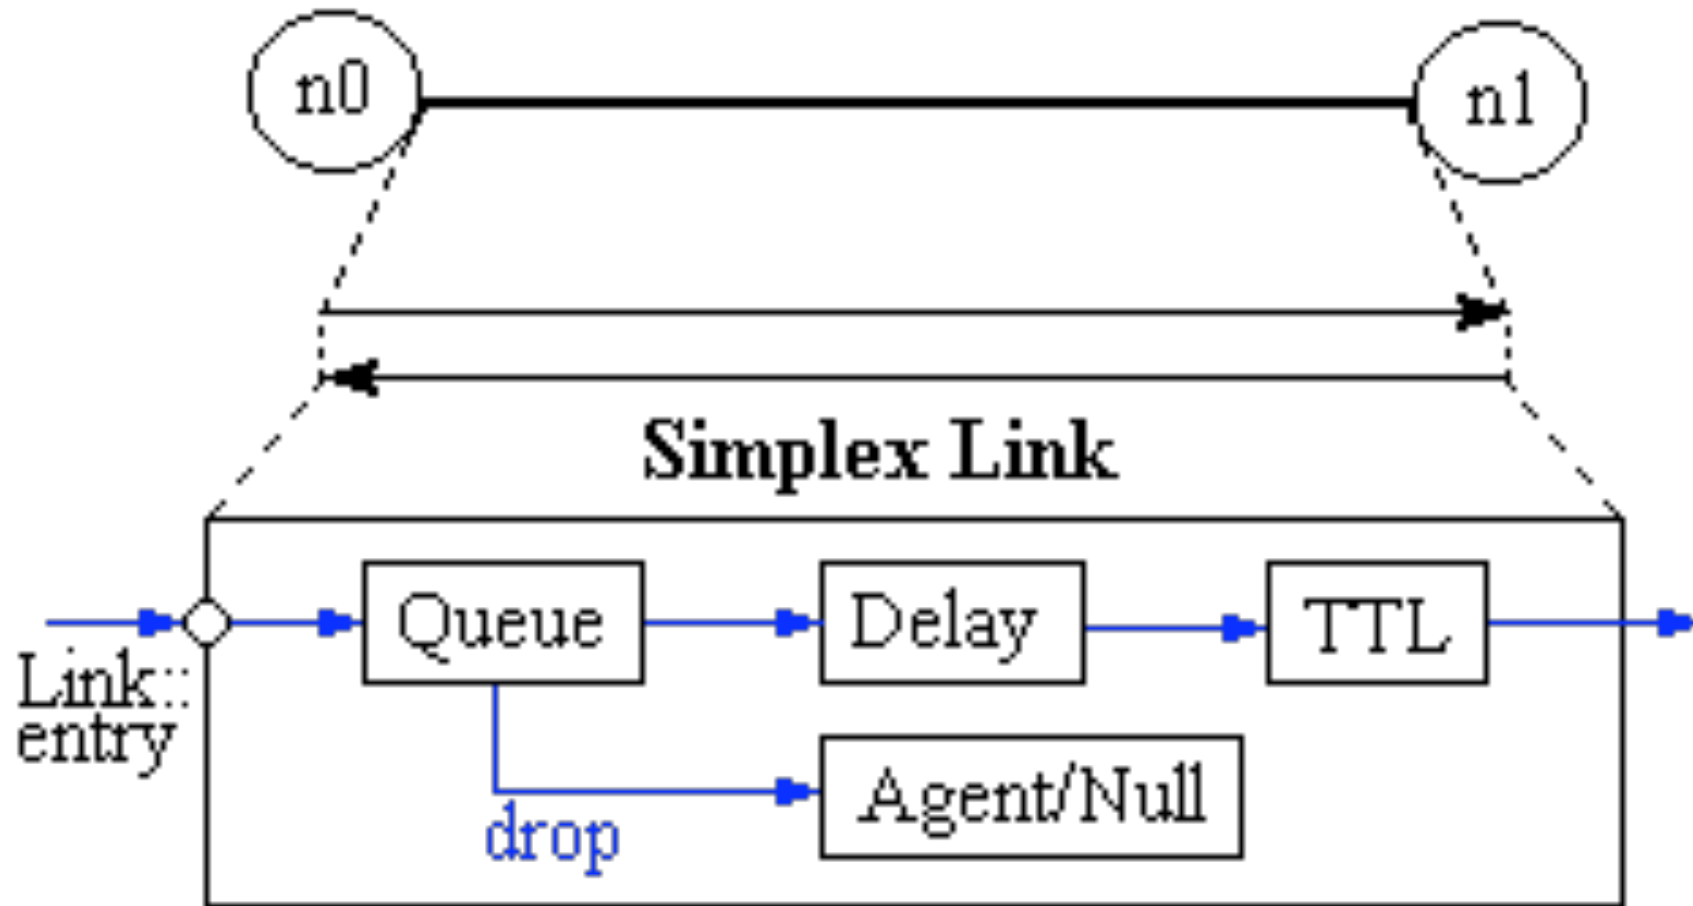 n0
n1
Simplex Link
Queue
Delay
TTL
Link::
entry
Agent/Null
drop